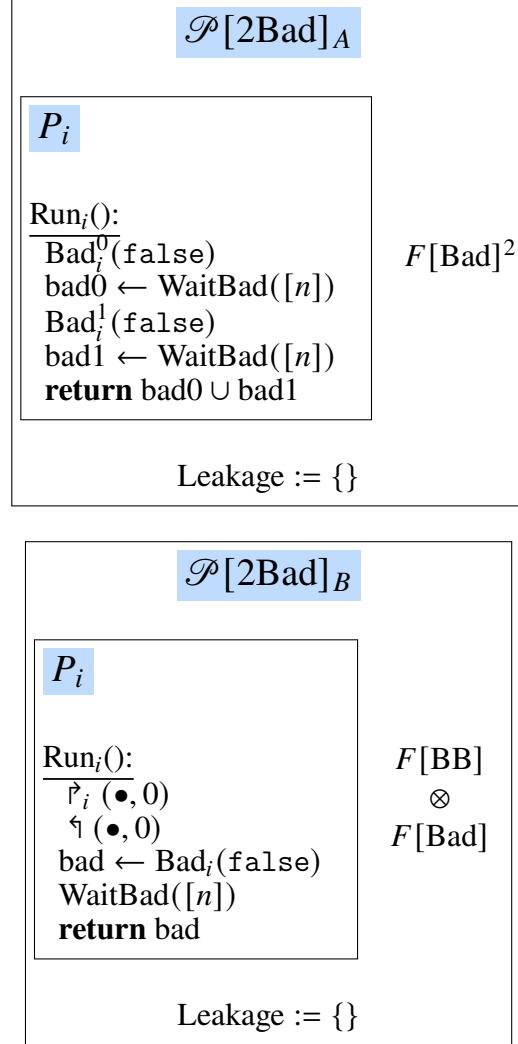 𝒫[2Bad]_A
P_i
Run_i():
Bad_i^0(false)
bad0 ← WaitBad([n])
Bad_i^1(false)
bad1 ← WaitBad([n])
return bad0 ∪ bad1
F[Bad]^2
Leakage := {}
𝒫[2Bad]_B
P_i
Run_i():
↱_i (•, 0)
↰ (•, 0)
bad ← Bad_i(false)
WaitBad([n])
return bad
F[BB]
⊗
F[Bad]
Leakage := {}